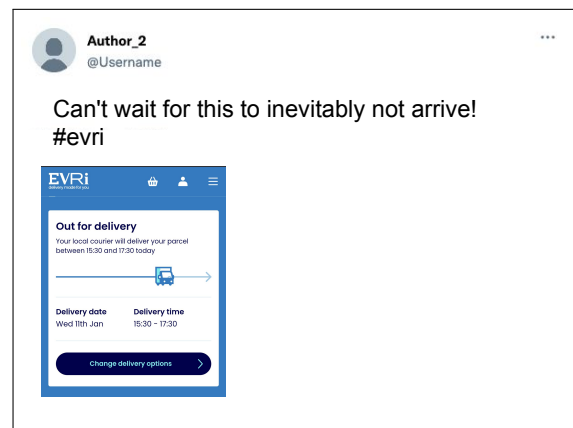 Author_2
@Username
Can't wait for this to inevitably not arrive!
#evri
EVRi
delivery made for you
Out for delivery
Your local courier will deliver your parcel
between 15:30 and 17:30 today
Delivery date Delivery time
Wed 11th Jan 15:30 - 17:30
Change delivery options